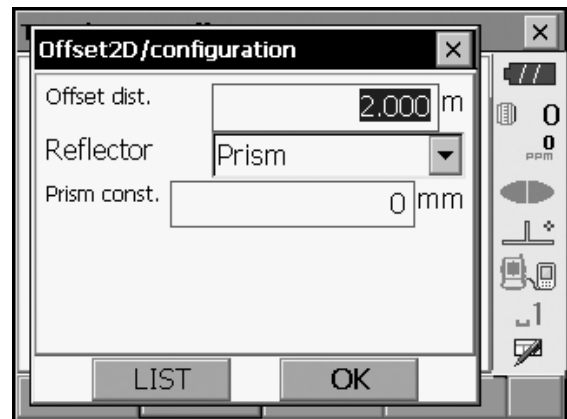 Offset2D/configuration
Offset dist. 2.000 m
Reflector Prism
Prism const. 0 mm
LIST OK
0
0
PPM
1